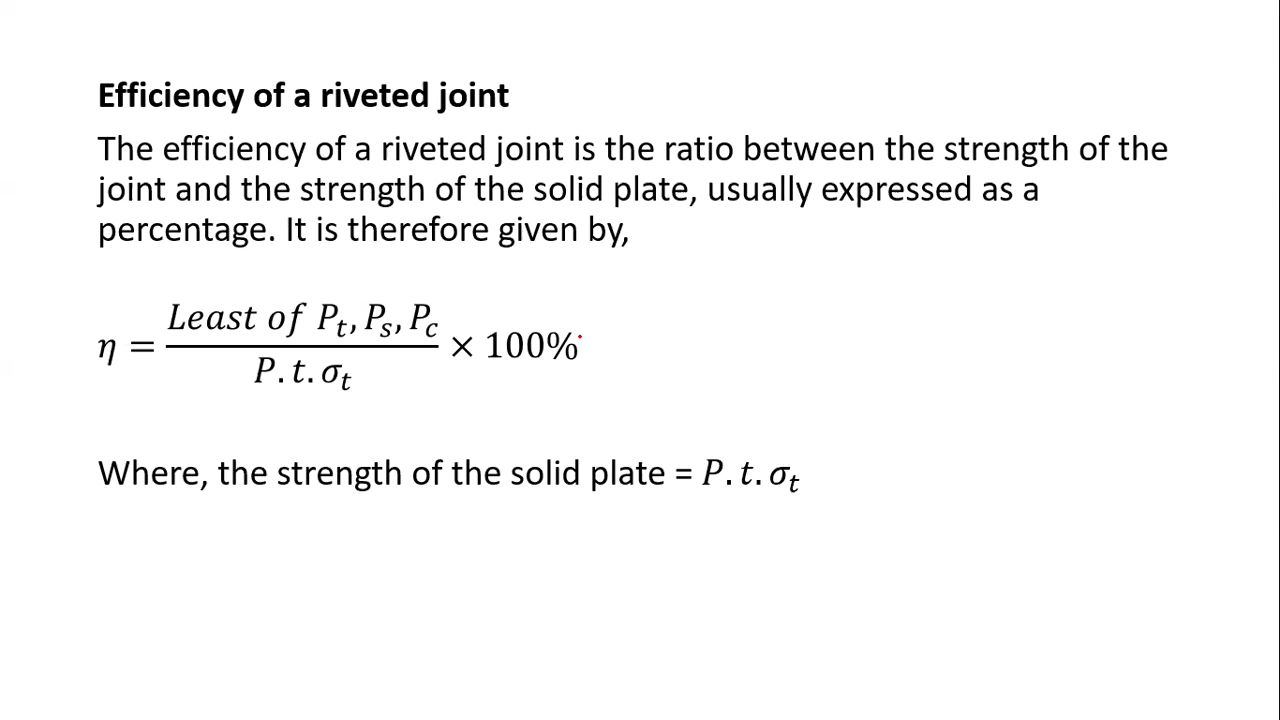 Efficiency of a riveted joint
The efficiency of a riveted joint is the ratio between the strength of the
joint and the strength of the solid plate, usually expressed as a
percentage. It is therefore given by,
η = \frac{Least of P_t, P_s, P_c}{P. t. σ_t} × 100%
Where, the strength of the solid plate = P. t. σ_t